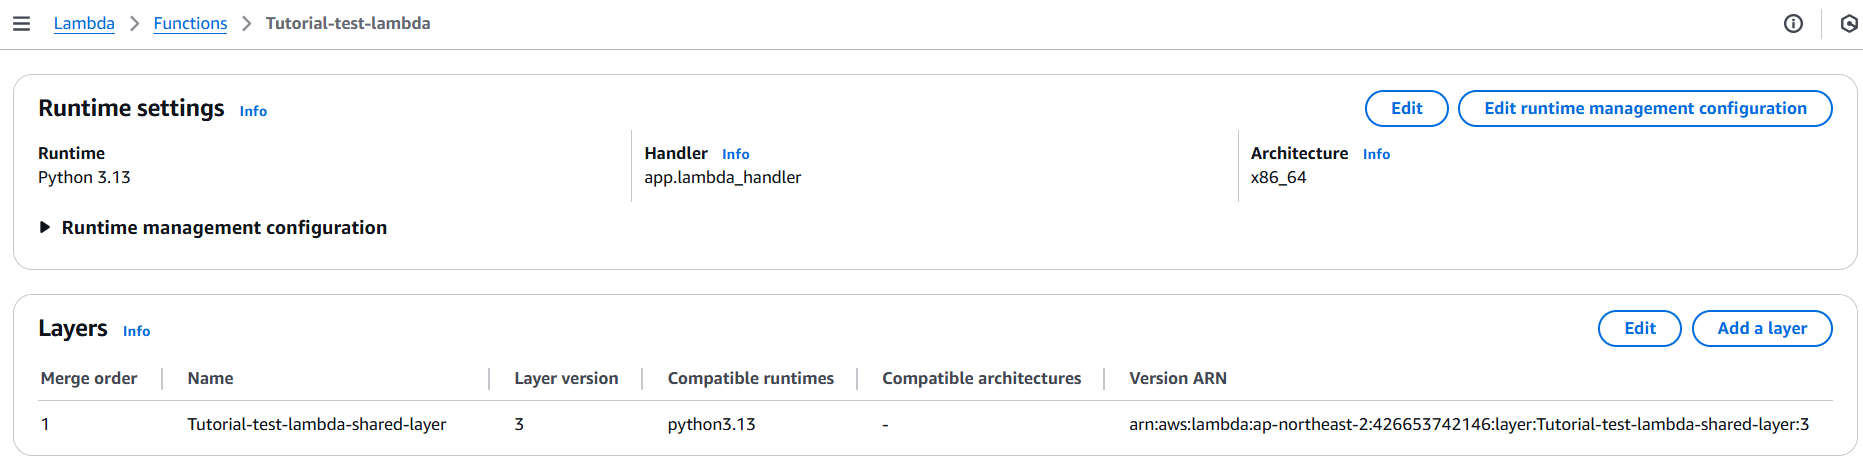 Lambda Functions Tutorial-test-lambda
Runtime settings Info Edit Edit runtime management configuration
Runtime Handler Info Architecture Info
Python 3.13 app.lambda_handler x86_64
Runtime management configuration
Layers Info Edit Add a layer
Merge order Name Layer version Compatible runtimes Compatible architectures Version ARN
1 Tutorial-test-lambda-shared-layer 3 python3.13 - arn:aws:lambda:ap-northeast-2:426653742146:layer:Tutorial-test-lambda-shared-layer:3